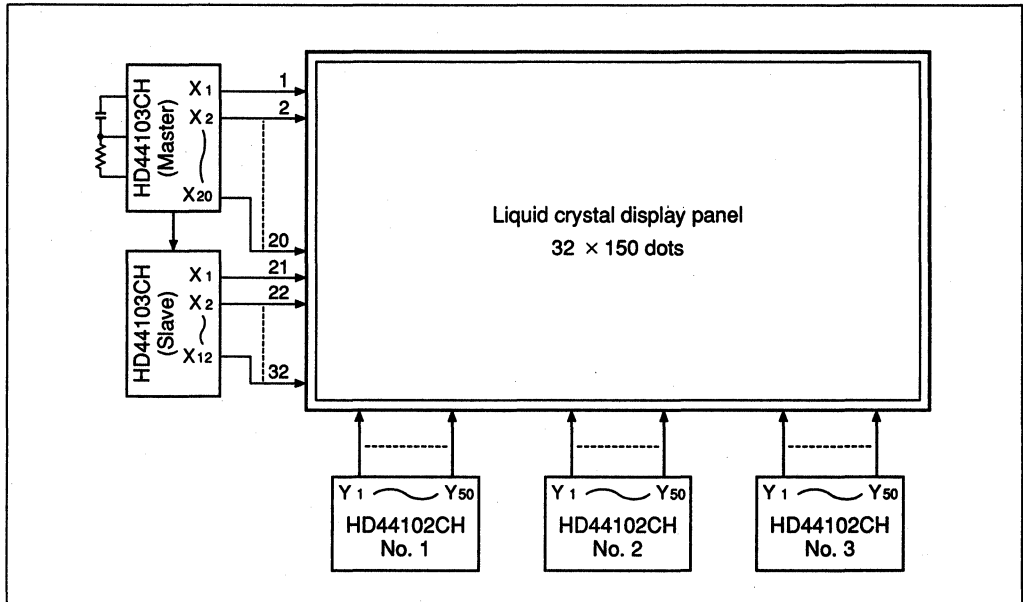 HD44103CH
(Master)
X1
X2
X20
1
2
20
HD44103CH
(Slave)
X1
X2
X12
21
22
32
Liquid crystal display panel
32 × 150 dots
Y1 Y50
HD44102CH
No. 1
Y1 Y50
HD44102CH
No. 2
Y1 Y50
HD44102CH
No. 3